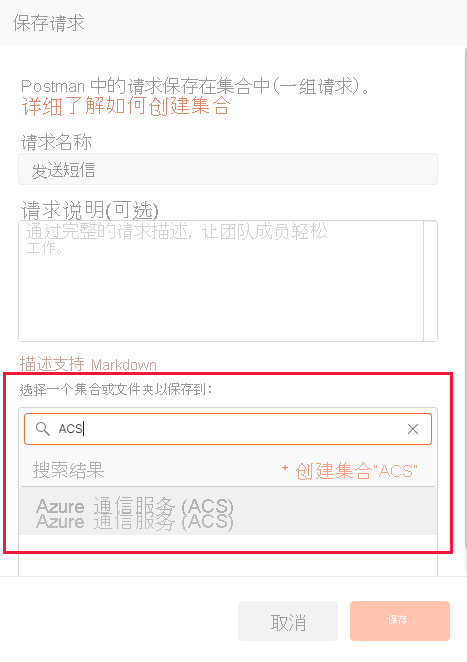 保存请求
Postman 中的请求保存在集合中(一组请求)。
详细了解如何创建集合
请求名称
发送短信
请求说明(可选)
通过完整的请求描述, 让团队成员轻松
工作。
描述支持 Markdown
选择一个集合或文件夹以保存到:
ACS
搜索结果 + 创建集合"ACS"
Azure 通信服务 (ACS)
Azure 通信服务 (ACS)
取消 保存